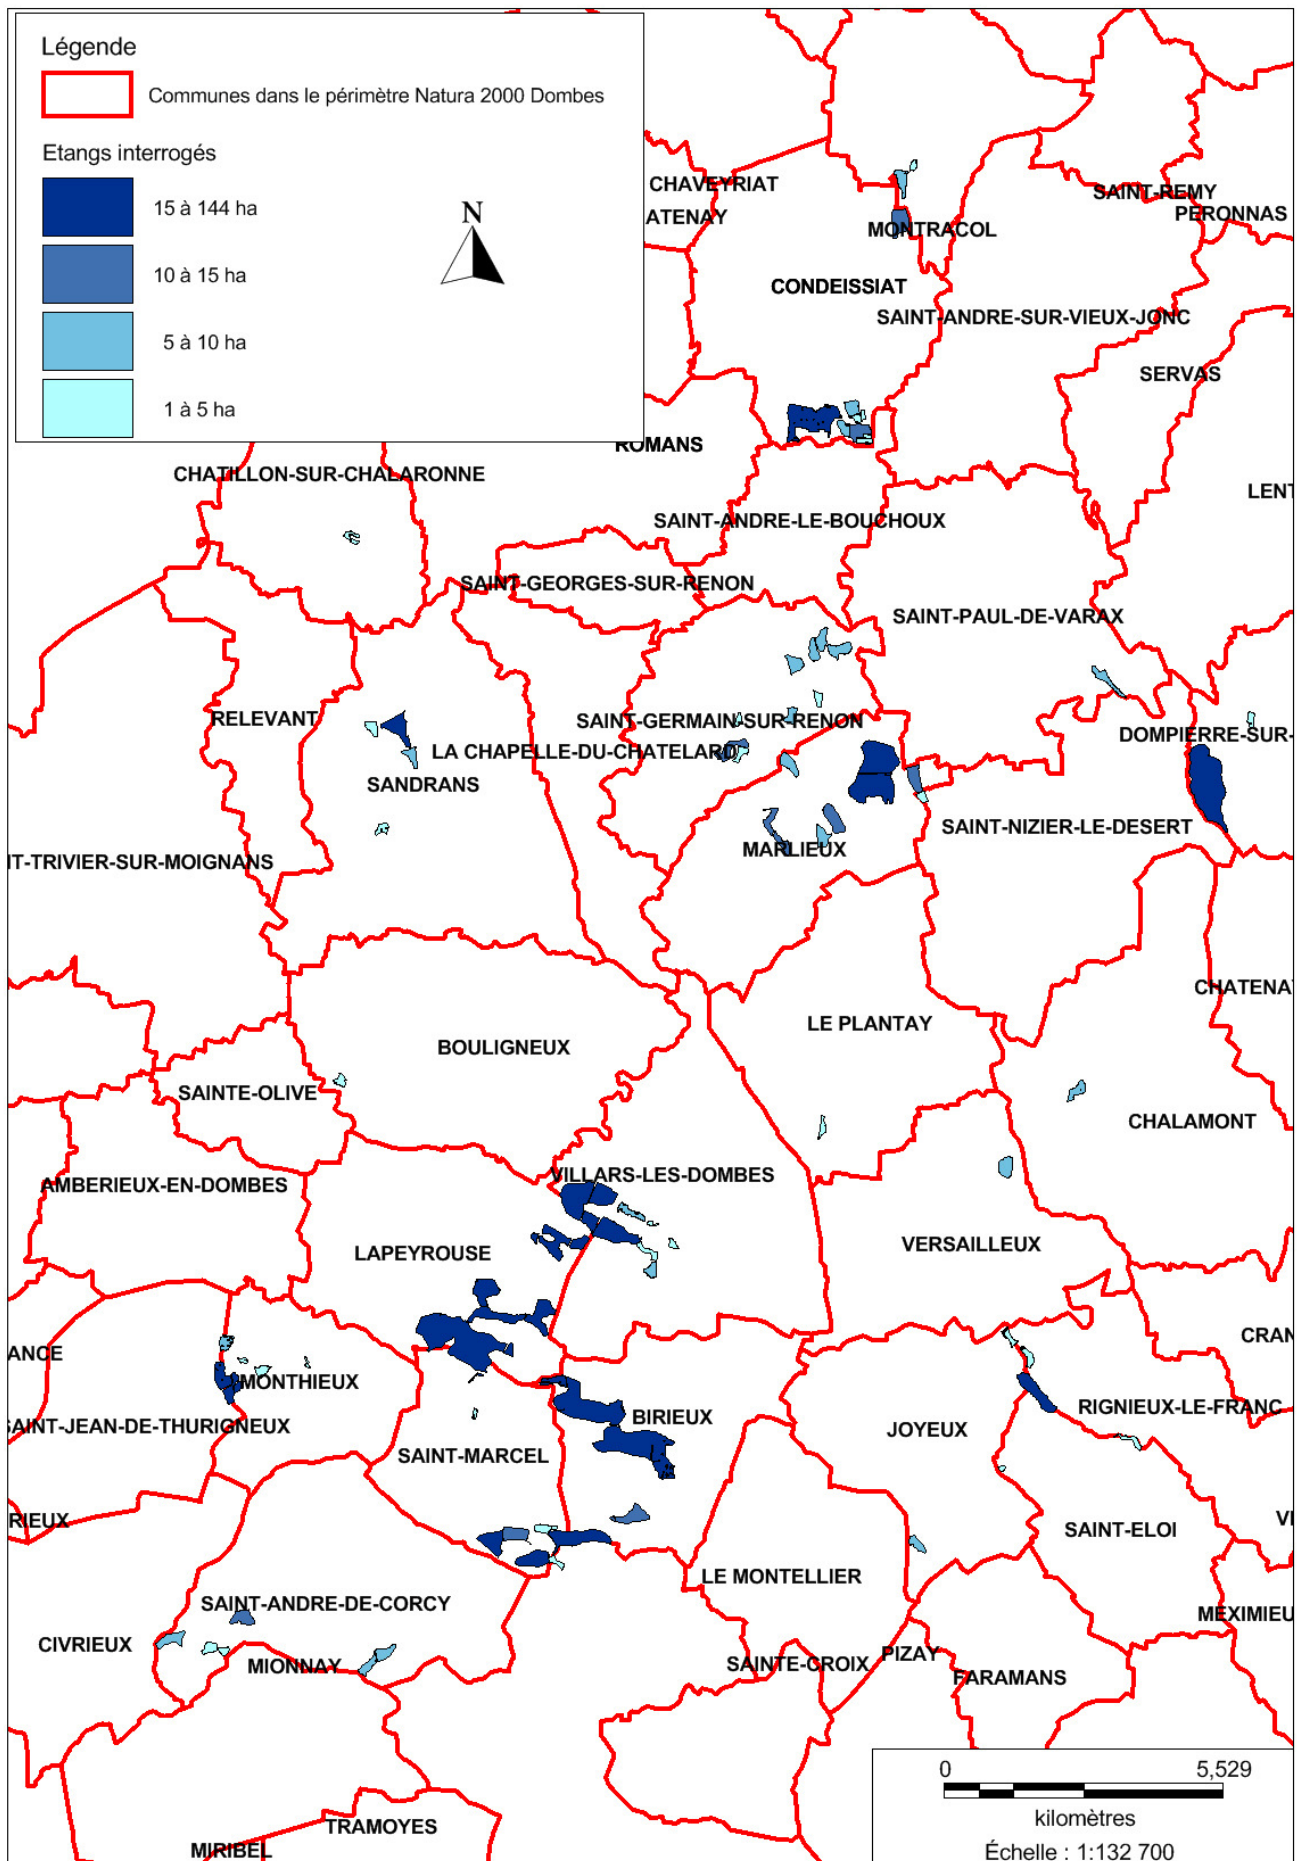 Légende
Communes dans le périmètre Natura 2000 Dombes
Etangs interrogés
15 à 144 ha
10 à 15 ha
5 à 10 ha
1 à 5 ha
N
CHAVEYRIAT
ATENAY
MONTRACOL
SAINT-REMY
PERONNAS
CONDEISSIAT
SAINT-ANDRE-SUR-VIEUX-JONC
SERVAS
ROMANS
CHATILLON-SUR-CHALARONNE
LENT
SAINT-ANDRE-LE-BOUCHOUX
SAINT-GEORGES-SUR-RENON
SAINT-PAUL-DE-VARAX
RELEVANT
SAINT-GERMAIN-SUR-RENON
DOMPIERRE-SUR-
LA CHAPELLE-DU-CHATELARD
SANDRANS
SAINT-NIZIER-LE-DESERT
MARLIEUX
NT-TRIVIER-SUR-MOIGNANS
CHATENA
LE PLANTAY
BOULIGNEUX
SAINTE-OLIVE
CHALAMONT
VILLARS-LES-DOMBES
AMBERIEUX-EN-DOMBES
LAPEYROUSE
VERSAILLEUX
CRAN
ANCE
MONTHIEUX
RIGNIEUX-LE-FRANC
BIRIEUX
SAINT-JEAN-DE-THURIGNEUX
JOYEUX
SAINT-MARCEL
RIEUX
VI
SAINT-ELOI
LE MONTELLIER
SAINT-ANDRE-DE-CORCY
MEXIMIEU
CIVRIEUX
MIONNAY
SAINTE-CROIX
PIZAY
FARAMANS
TRAMOYES
MIRIBEL
0 5,529
kilomètres
Échelle : 1:132 700